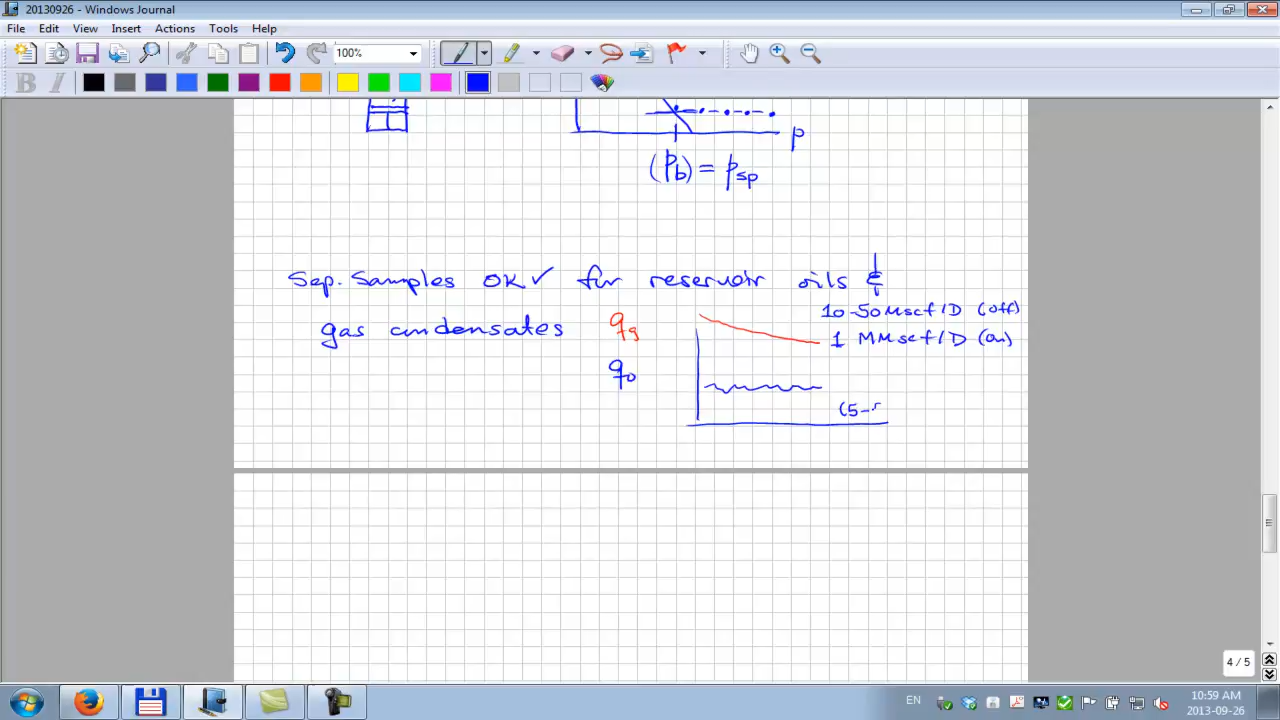 20130926 - Windows Journal
File Edit View Insert Actions Tools Help
100%
p
(Pb) = psp
Sep. Samples OK ✓ for reservoir oils &
gas condensates
qg
qo
10-50 Mscf/D (Off)
1 MMscf/D (On)
(5-
4 / 5
EN
10:59 AM
2013-09-26